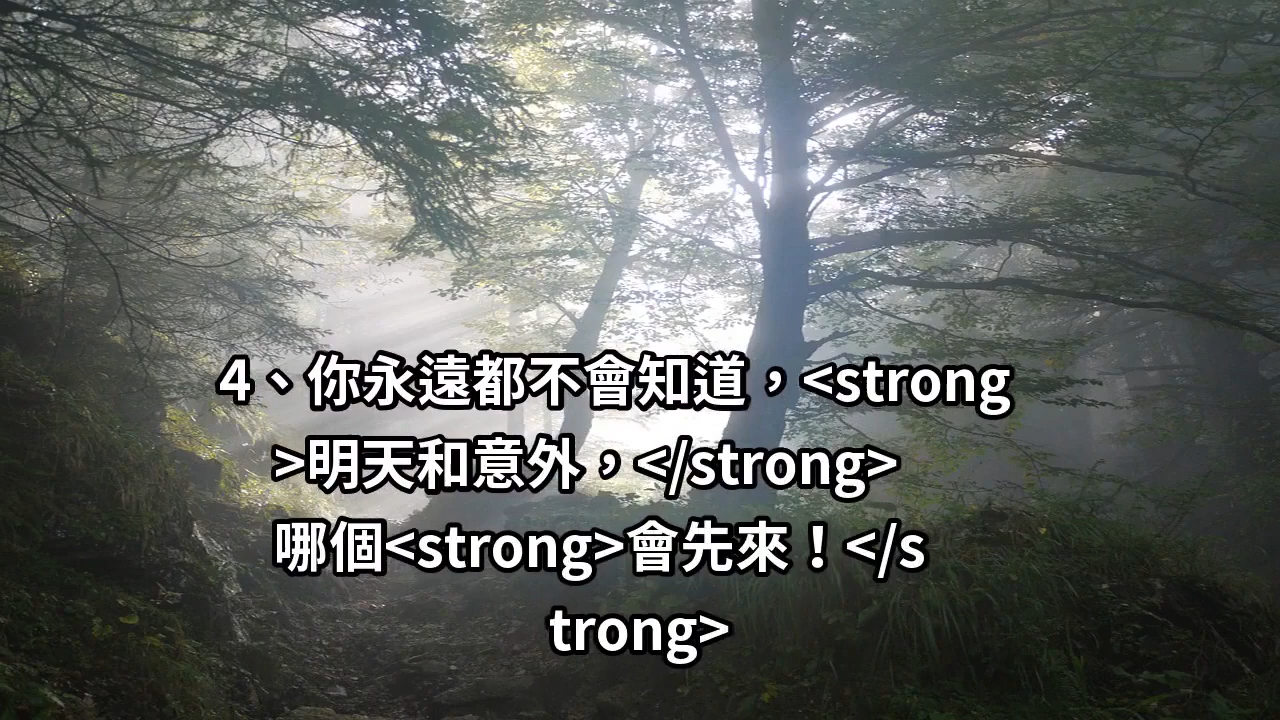 4、你永遠都不會知道，<strong
>明天和意外，</strong>
哪個<strong>會先來！</s
trong>